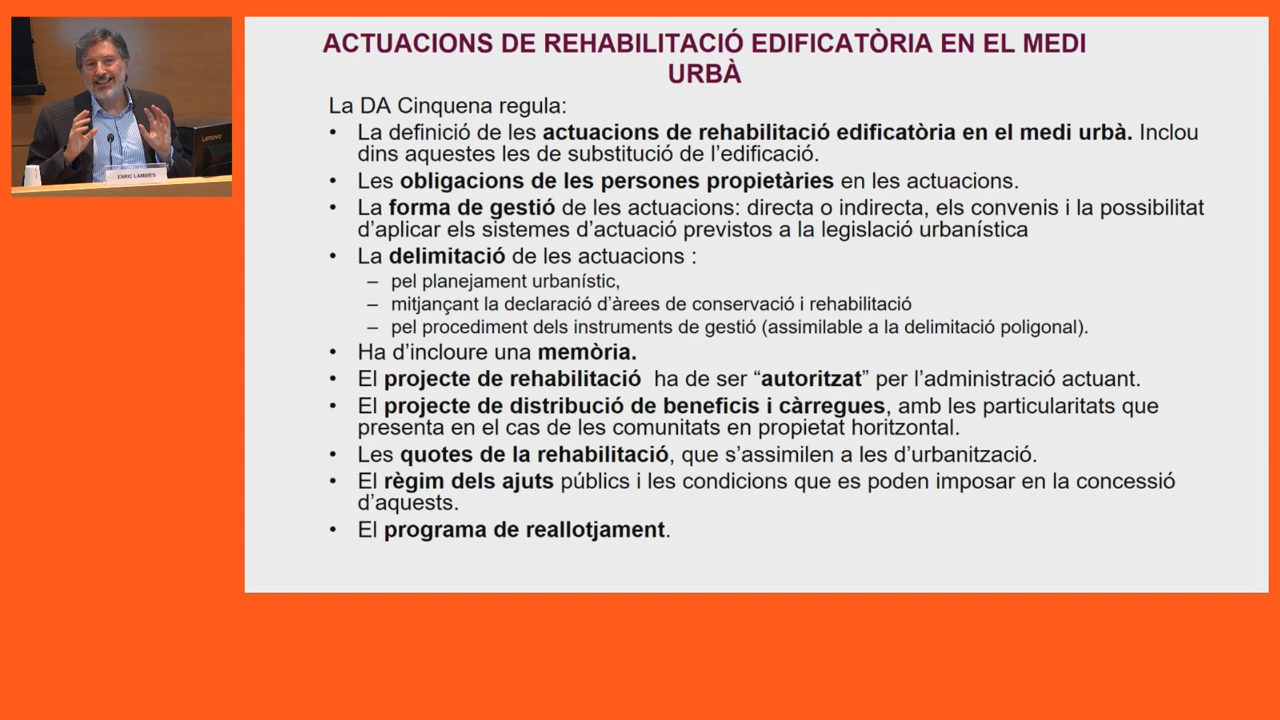 Lenovo
ENRIC LAMBIES
ACTUACIONS DE REHABILITACIÓ EDIFICATÒRIA EN EL MEDI
URBÀ
La DA Cinquena regula:
• La definició de les actuacions de rehabilitació edificatòria en el medi urbà. Inclou
dins aquestes les de substitució de l’edificació.
• Les obligacions de les persones propietàries en les actuacions.
• La forma de gestió de les actuacions: directa o indirecta, els convenis i la possibilitat
d’aplicar els sistemes d’actuació previstos a la legislació urbanística
• La delimitació de les actuacions :
– pel planejament urbanístic,
– mitjançant la declaració d’àrees de conservació i rehabilitació
– pel procediment dels instruments de gestió (assimilable a la delimitació poligonal).
• Ha d’incloure una memòria.
• El projecte de rehabilitació ha de ser “autoritzat” per l’administració actuant.
• El projecte de distribució de beneficis i càrregues, amb les particularitats que
presenta en el cas de les comunitats en propietat horitzontal.
• Les quotes de la rehabilitació, que s’assimilen a les d’urbanització.
• El règim dels ajuts públics i les condicions que es poden imposar en la concessió
d’aquests.
• El programa de reallotjament.